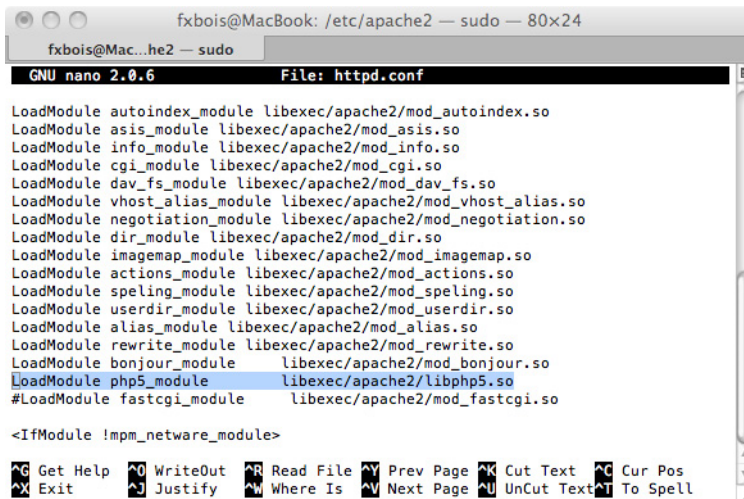 fxbois@MacBook: /etc/apache2 — sudo — 80×24
fxbois@Mac...he2 — sudo
GNU nano 2.0.6 File: httpd.conf
LoadModule autoindex_module libexec/apache2/mod_autoindex.so
LoadModule asis_module libexec/apache2/mod_asis.so
LoadModule info_module libexec/apache2/mod_info.so
LoadModule cgi_module libexec/apache2/mod_cgi.so
LoadModule dav_fs_module libexec/apache2/mod_dav_fs.so
LoadModule vhost_alias_module libexec/apache2/mod_vhost_alias.so
LoadModule negotiation_module libexec/apache2/mod_negotiation.so
LoadModule dir_module libexec/apache2/mod_dir.so
LoadModule imagemap_module libexec/apache2/mod_imagemap.so
LoadModule actions_module libexec/apache2/mod_actions.so
LoadModule speling_module libexec/apache2/mod_speling.so
LoadModule userdir_module libexec/apache2/mod_userdir.so
LoadModule alias_module libexec/apache2/mod_alias.so
LoadModule rewrite_module libexec/apache2/mod_rewrite.so
LoadModule bonjour_module     libexec/apache2/mod_bonjour.so
LoadModule php5_module        libexec/apache2/libphp5.so
#LoadModule fastcgi_module     libexec/apache2/mod_fastcgi.so
<IfModule !mpm_netware_module>
^G Get Help ^O WriteOut ^R Read File ^Y Prev Page ^K Cut Text ^C Cur Pos
^X Exit ^J Justify ^W Where Is ^V Next Page ^U UnCut Text ^T To Spell